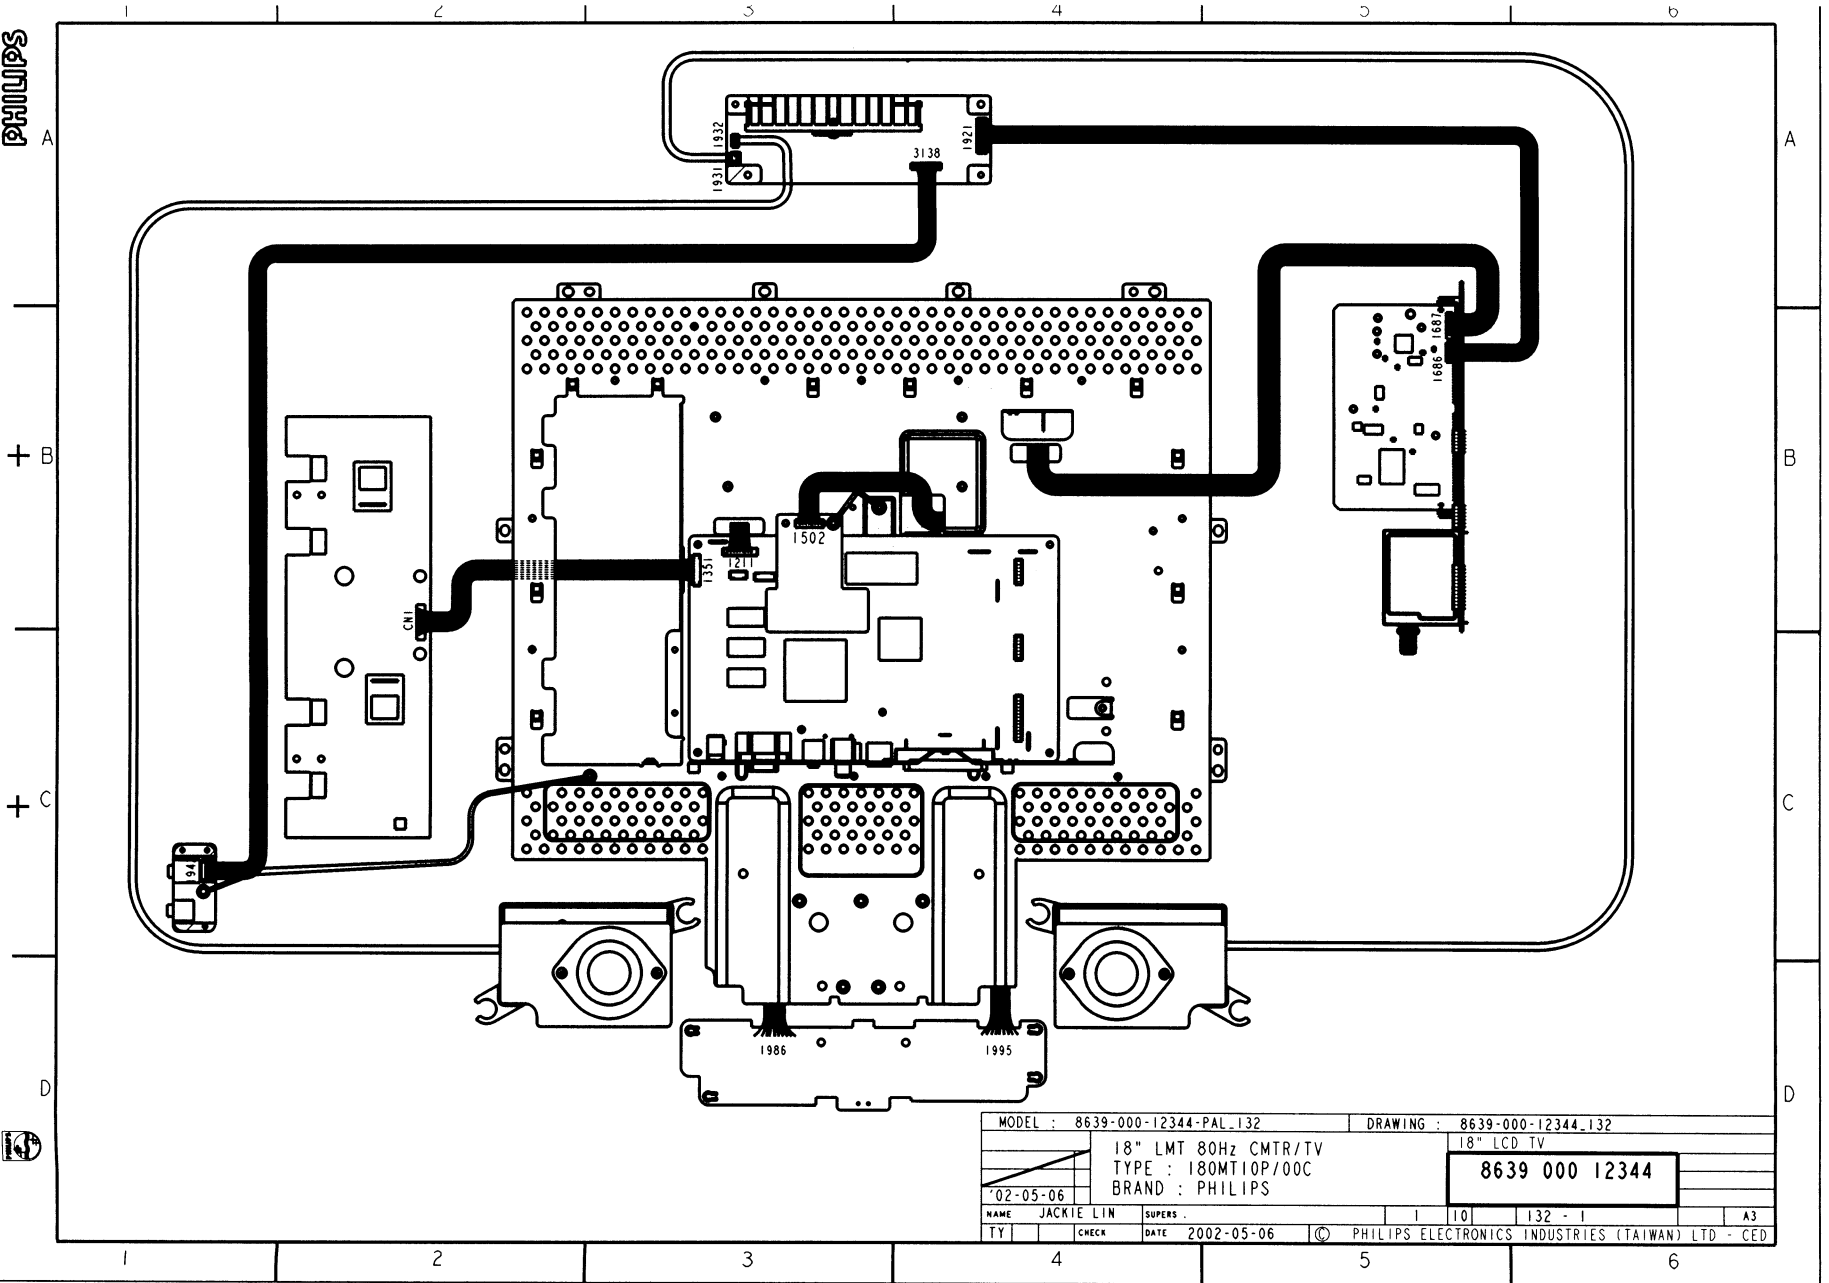 1 2 3 4 5 6
PHILIPS
A A
1932
1931
3138
1921
1687
1686
B B
1502
1211
1351
CN1
C C
194
1986 1995
D D
PHILIPS
MODEL : 8639-000-12344-PAL_132 DRAWING : 8639-000-12344_132
18" LMT 80Hz CMTR/TV
TYPE : 180MT10P/00C
BRAND : PHILIPS
18" LCD TV
8639 000 12344
'02-05-06
NAME JACKIE LIN SUPERS . 1 10 132 - 1 A3
TY CHECK DATE 2002-05-06 © PHILIPS ELECTRONICS INDUSTRIES (TAIWAN) LTD - CED
1 2 3 4 5 6